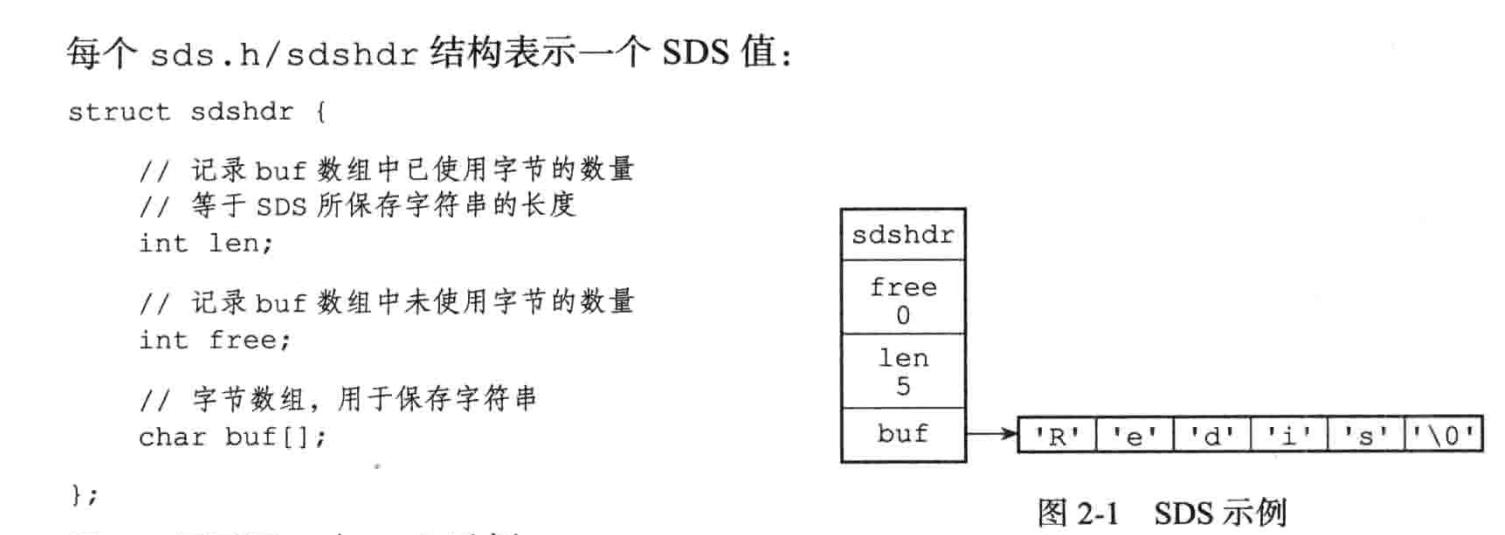 每个 sds.h/sdshdr 结构表示一个 SDS 值：
struct sdshdr {
// 记录 buf 数组中已使用字节的数量
// 等于 SDS 所保存字符串的长度
int len;
// 记录 buf 数组中未使用字节的数量
int free;
// 字节数组，用于保存字符串
char buf[];
};
sdshdr
free
0
len
5
buf
'R' 'e' 'd' 'i' 's' '\0'
图 2-1 SDS 示例